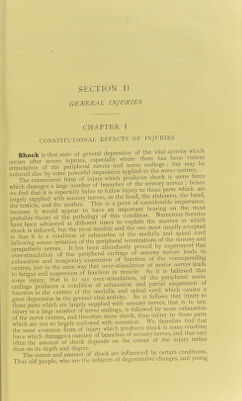 SECTION II
GENERAL INJURIES
CHAPTER I
CONSTITUTIONAL EFFECTS OF INJURIES
Shock is that state of general depression of the vital activity which
occurs after severe injuries, especially where there has been violent
stimulation of the peripheral nerves and nerve endings; but may be
induced also by some powerful impression applied to the nerve centres.
The commonest form of injury which produces shock is some force
which damages a large number of branches of the sensory nerves; hence
we find that it is especially liable to follow injury to those parts which are
largely supplied with sensory nerves, as the head, the abdomen, the hand,
the testicle, and the urethra. This is a point of considerable importance,
because it would appear to have an important bearing on the most
probable theory of the pathology of this condition. Numerous theories
have been advanced at different times to explain the manner in which
shock is induced, but the most feasible and the one most usually accepted
is that it is a condition of exhaustion of the medulla and spinal cord
following severe irritation of the peripheral terminations of the sensory and
sympathetic nerves. It has been abundantly proved by experiment that
over-stimulation of the peripheral endings of sensory nerves leads to
exhaustion and temporary suspension of function of the corresponding
centres, just in the same way that over-stimulation of motor nerves leads
to fatigue and suspension of function in muscle. So it is believed that
some injury, that is to say over-stimulation, of the peripheral nerve
endings produces a condition of exhaustion and partial suspension of
function in the centres of the medulla and spinal cord, which causes a
great depression in the general vital activity. So it follows that injury to
those parts which are largely supplied with sensory nerves, that is to say,
injury to a large number of nerve endings, is followed by more exhaustion
of the nerve centres, and therefore more shock, than injury to those parts
which are not so largely endowed with sensation. We therefore find that
the most common form of injury which produces shock is some crushing
force which damages a number of branches of sensory nerves, and that very
often the amount of shock depends on the extent of the injury rather
than on its depth and degree.
The extent and amount of shock are influenced by certain conditions.
Thus old people, who are the subjects of degenerative changes, and young